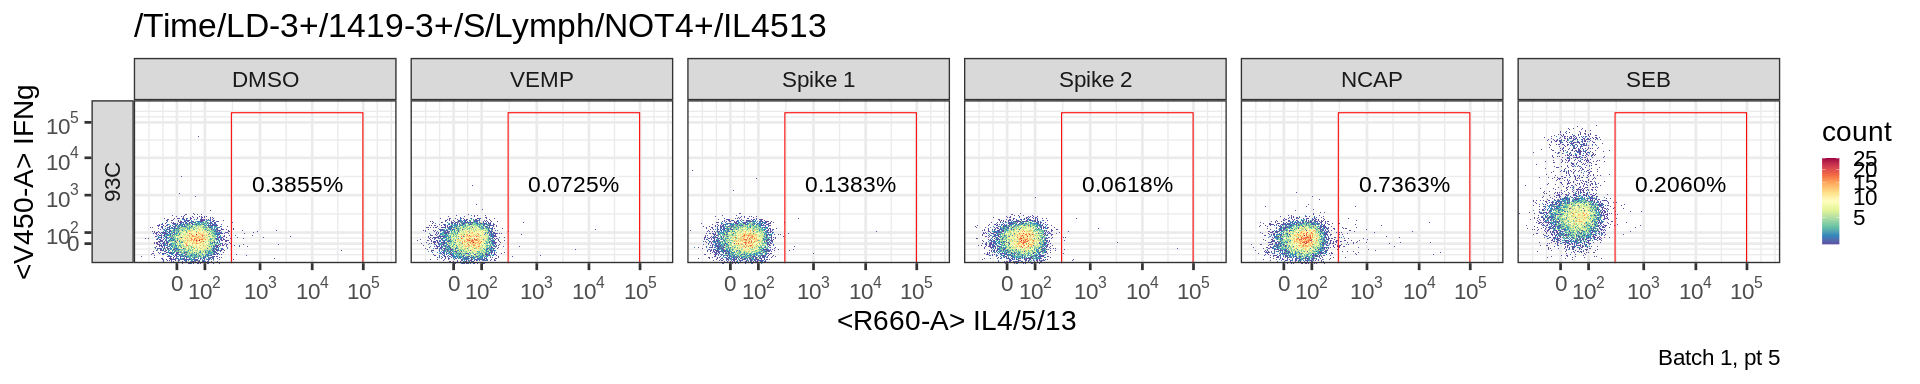 /Time/LD-3+/1419-3+/S/Lymph/NOT4+/IL4513
DMSO VEMP Spike 1 Spike 2 NCAP SEB
<V450-A> IFNg
93C
10^5
10^4
10^3
10^2
0
0.3855% 0.0725% 0.1383% 0.0618% 0.7363% 0.2060%
0 10^2 10^3 10^4 10^5 0 10^2 10^3 10^4 10^5 0 10^2 10^3 10^4 10^5 0 10^2 10^3 10^4 10^5 0 10^2 10^3 10^4 10^5 0 10^2 10^3 10^4 10^5
<R660-A> IL4/5/13
count
25
20
15
10
5
Batch 1, pt 5